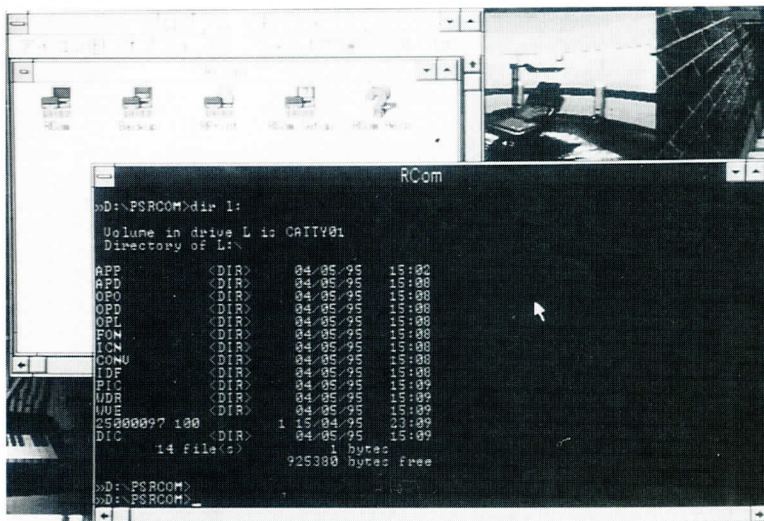 RCom
»D:\PSRCOM>dir l:
Volume in drive L is CAITTY01
Directory of L:\
APP <DIR> 04/05/95 15:02
APD <DIR> 04/05/95 15:08
OPO <DIR> 04/05/95 15:08
OPD <DIR> 04/05/95 15:08
OPL <DIR> 04/05/95 15:08
FON <DIR> 04/05/95 15:08
ICN <DIR> 04/05/95 15:08
CONV <DIR> 04/05/95 15:08
IDF <DIR> 04/05/95 15:08
PIC <DIR> 04/05/95 15:09
WDR <DIR> 04/05/95 15:09
WVE <DIR> 04/05/95 15:09
25000097 100 1 15/04/95 23:09
DIC <DIR> 04/05/95 15:09
14 file(s) 1 bytes
925380 bytes free
»D:\PSRCOM>
»D:\PSRCOM>_